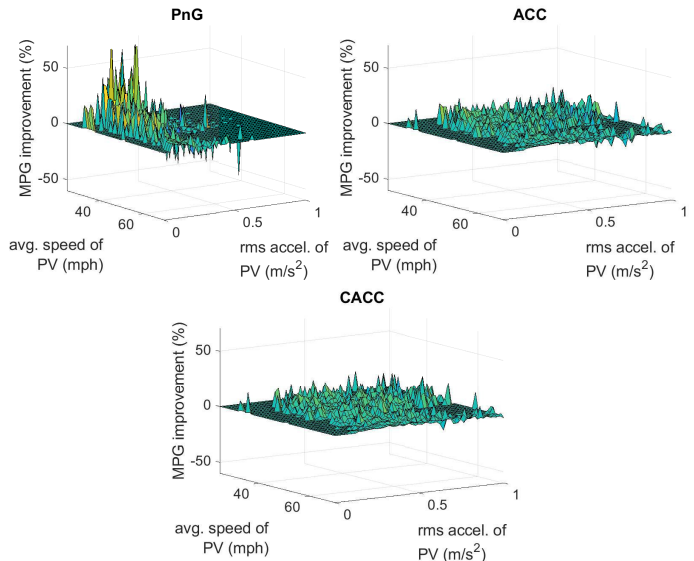 PnG
MPG improvement (%)
50
0
-50
40
60
avg. speed of
PV (mph)
0
0.5
1
rms accel. of
PV (m/s²)
ACC
MPG improvement (%)
50
0
-50
40
60
avg. speed of
PV (mph)
0
0.5
1
rms accel. of
PV (m/s²)
CACC
MPG improvement (%)
50
0
-50
40
60
avg. speed of
PV (mph)
0
0.5
1
rms accel. of
PV (m/s²)